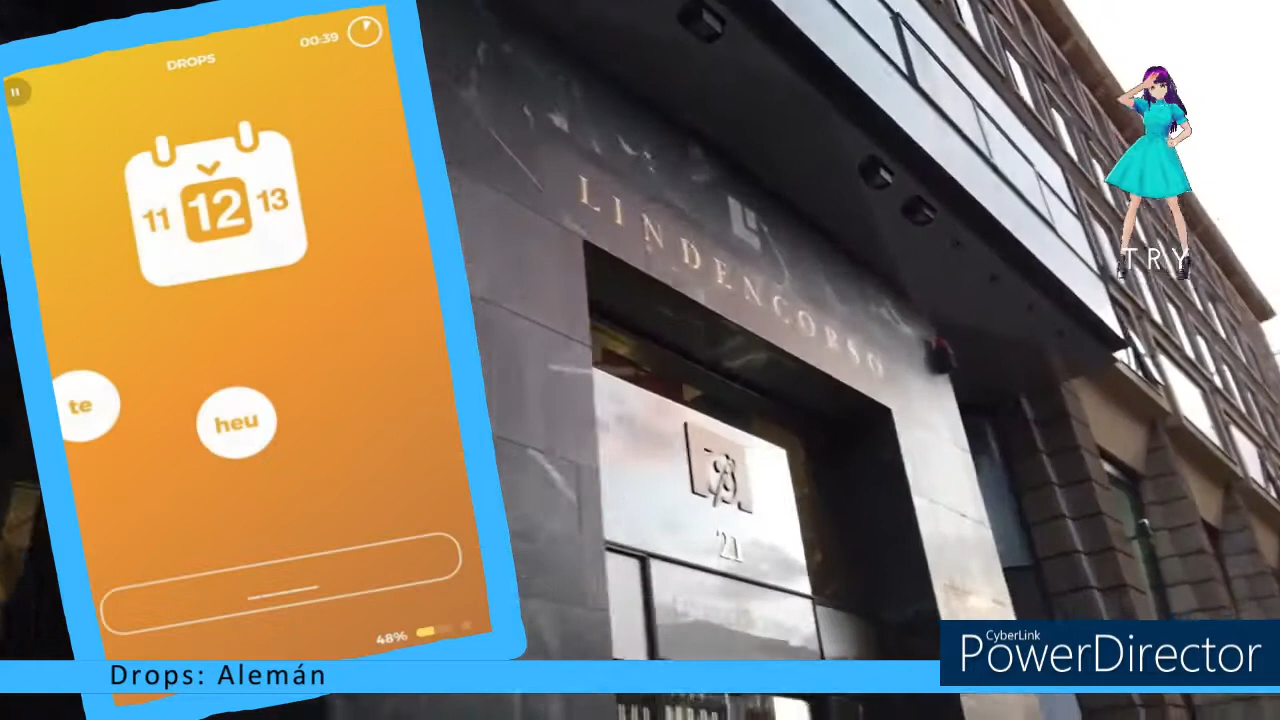 00:39
DROPS
11 12 13
te
heu
48%
Drops: Alemán
LINDENCORSO
21
TRY
CyberLink
PowerDirector